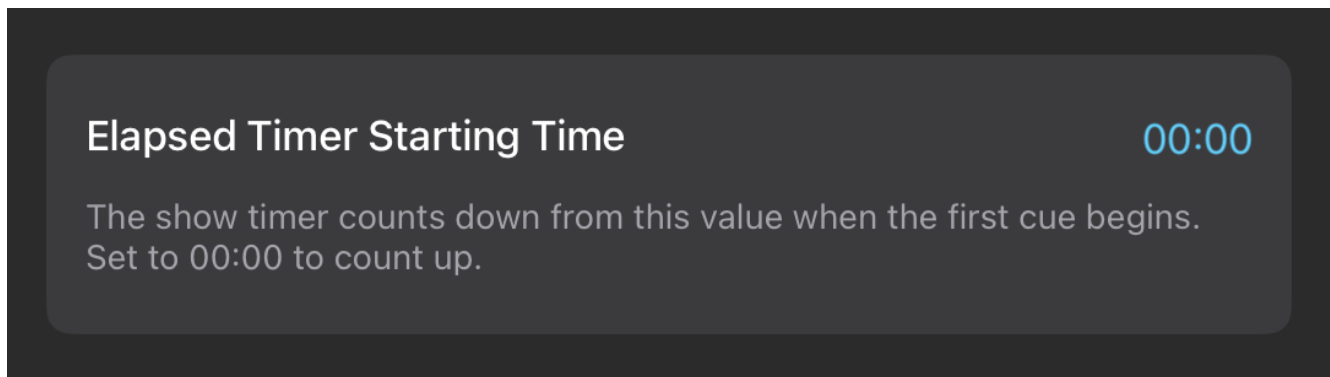 Elapsed Timer Starting Time 00:00
The show timer counts down from this value when the first cue begins.
Set to 00:00 to count up.